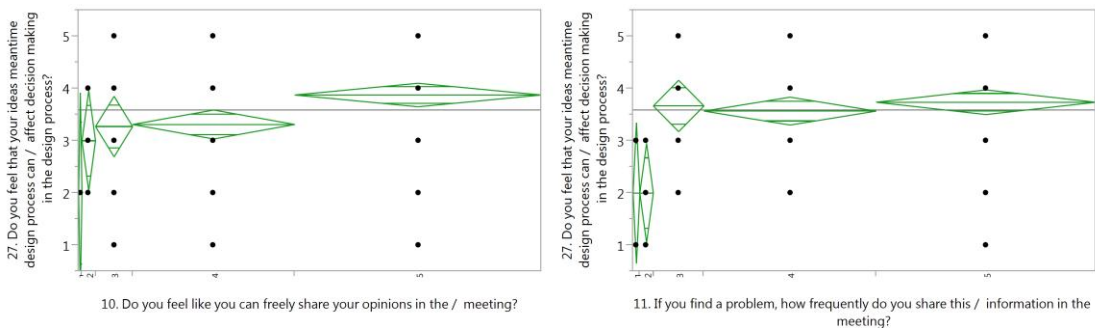 27. Do you feel that your ideas meantime
design process can / affect decision making
in the design process?
5
4
3
2
1
1
2
3
4
5
10. Do you feel like you can freely share your opinions in the / meeting?
27. Do you feel that your ideas meantime
design process can / affect decision making
in the design process?
5
4
3
2
1
1
2
3
4
5
11. If you find a problem, how frequently do you share this / information in the
meeting?